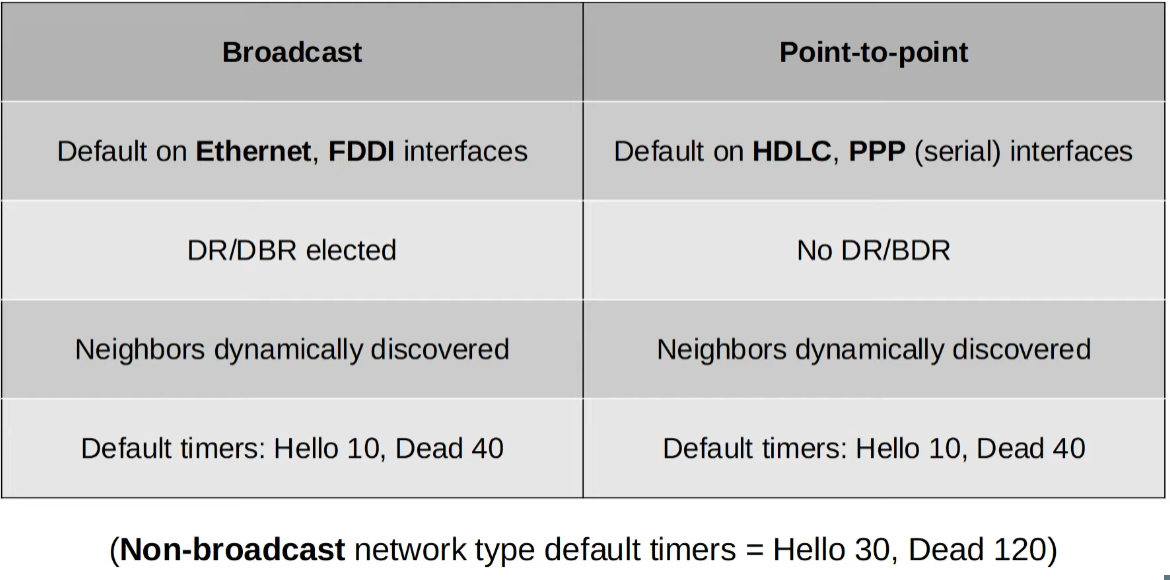 Broadcast
Point-to-point
Default on Ethernet, FDDI interfaces
Default on HDLC, PPP (serial) interfaces
DR/DBR elected
No DR/BDR
Neighbors dynamically discovered
Neighbors dynamically discovered
Default timers: Hello 10, Dead 40
Default timers: Hello 10, Dead 40
(Non-broadcast network type default timers = Hello 30, Dead 120)